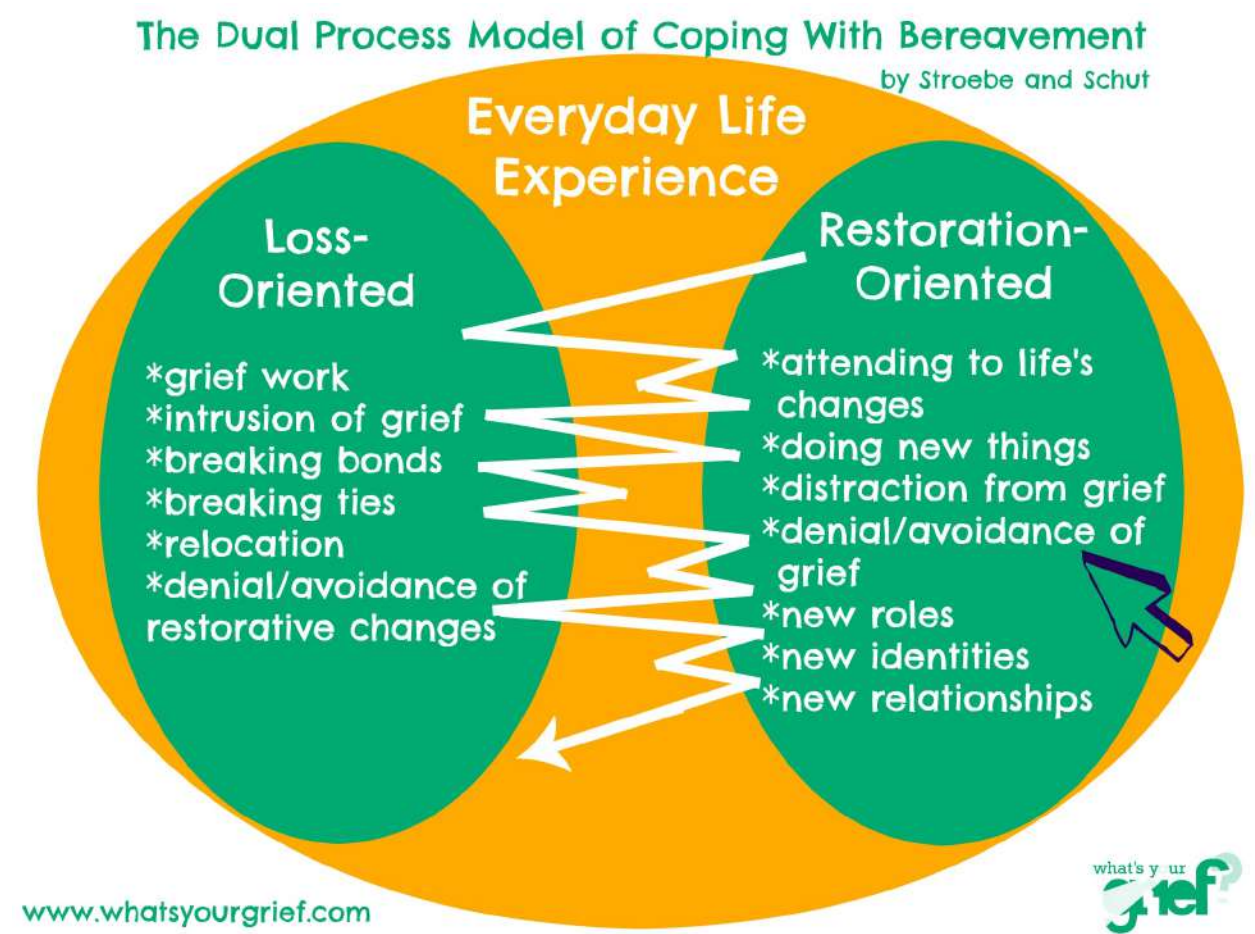 The Dual Process Model of Coping With Bereavement
by Stroebe and Schut
Everyday Life
Experience
Loss-
Oriented
*grief work
*intrusion of grief
*breaking bonds
*breaking ties
*relocation
*denial/avoidance of
restorative changes
Restoration-
Oriented
*attending to life's
changes
*doing new things
*distraction from grief
*denial/avoidance of
grief
*new roles
*new identities
*new relationships
www.whatsyourgrief.com
what's y ur
grief?